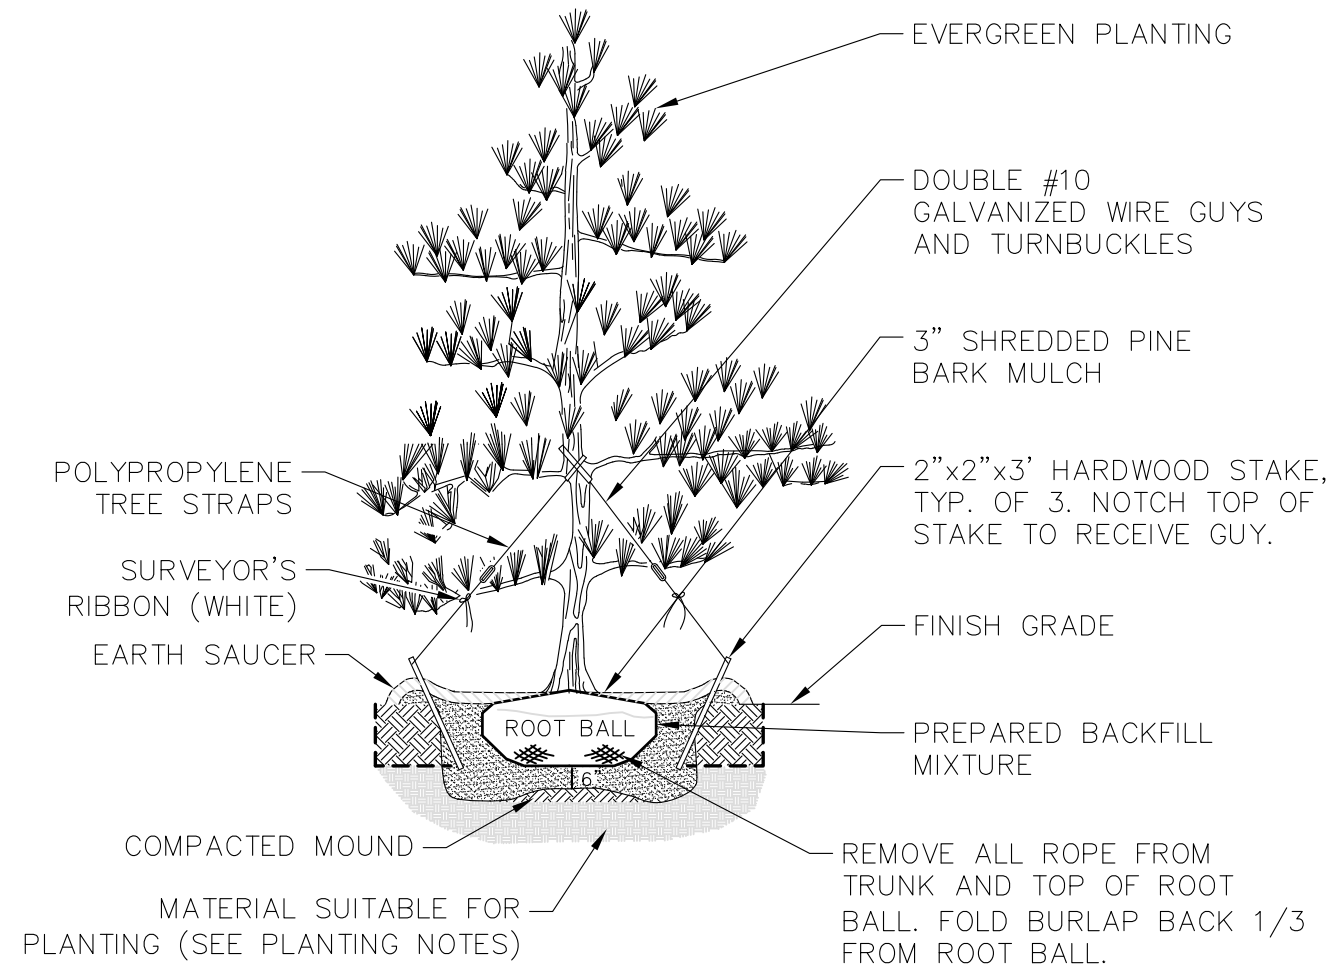 EVERGREEN PLANTING
DOUBLE #10
GALVANIZED WIRE GUYS
AND TURNBUCKLES
3" SHREDDED PINE
BARK MULCH
2"x2"x3' HARDWOOD STAKE,
TYP. OF 3. NOTCH TOP OF
STAKE TO RECEIVE GUY.
POLYPROPYLENE
TREE STRAPS
SURVEYOR'S
RIBBON (WHITE)
EARTH SAUCER
FINISH GRADE
ROOT BALL
PREPARED BACKFILL
MIXTURE
6"
COMPACTED MOUND
MATERIAL SUITABLE FOR
PLANTING (SEE PLANTING NOTES)
REMOVE ALL ROPE FROM
TRUNK AND TOP OF ROOT
BALL. FOLD BURLAP BACK 1/3
FROM ROOT BALL.